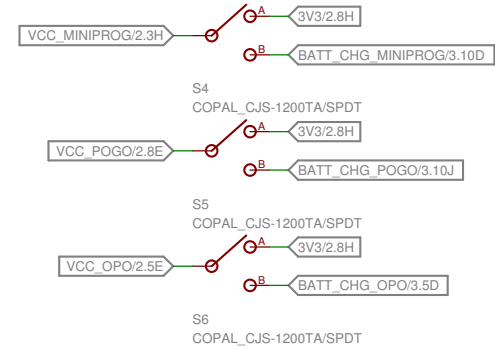 A
3V3/2.8H
VCC_MINIPROG/2.3H
B
BATT_CHG_MINIPROG/3.10D
S4
COPAL_CJS-1200TA/SPDT
A
3V3/2.8H
VCC_POGO/2.8E
B
BATT_CHG_POGO/3.10J
S5
COPAL_CJS-1200TA/SPDT
A
3V3/2.8H
VCC_OPO/2.5E
B
BATT_CHG_OPO/3.5D
S6
COPAL_CJS-1200TA/SPDT